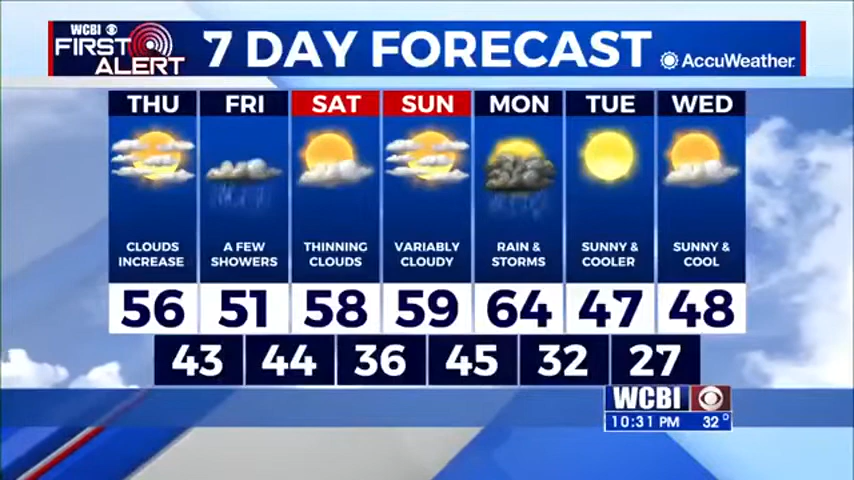 WCBI
FIRST
ALERT
7 DAY FORECAST
AccuWeather
THU FRI SAT SUN MON TUE WED
CLOUDS INCREASE
A FEW SHOWERS
THINNING CLOUDS
VARIABLY CLOUDY
RAIN & STORMS
SUNNY & COOLER
SUNNY & COOL
56 51 58 59 64 47 48
43 44 36 45 32 27
WCBI
10:31 PM 32°